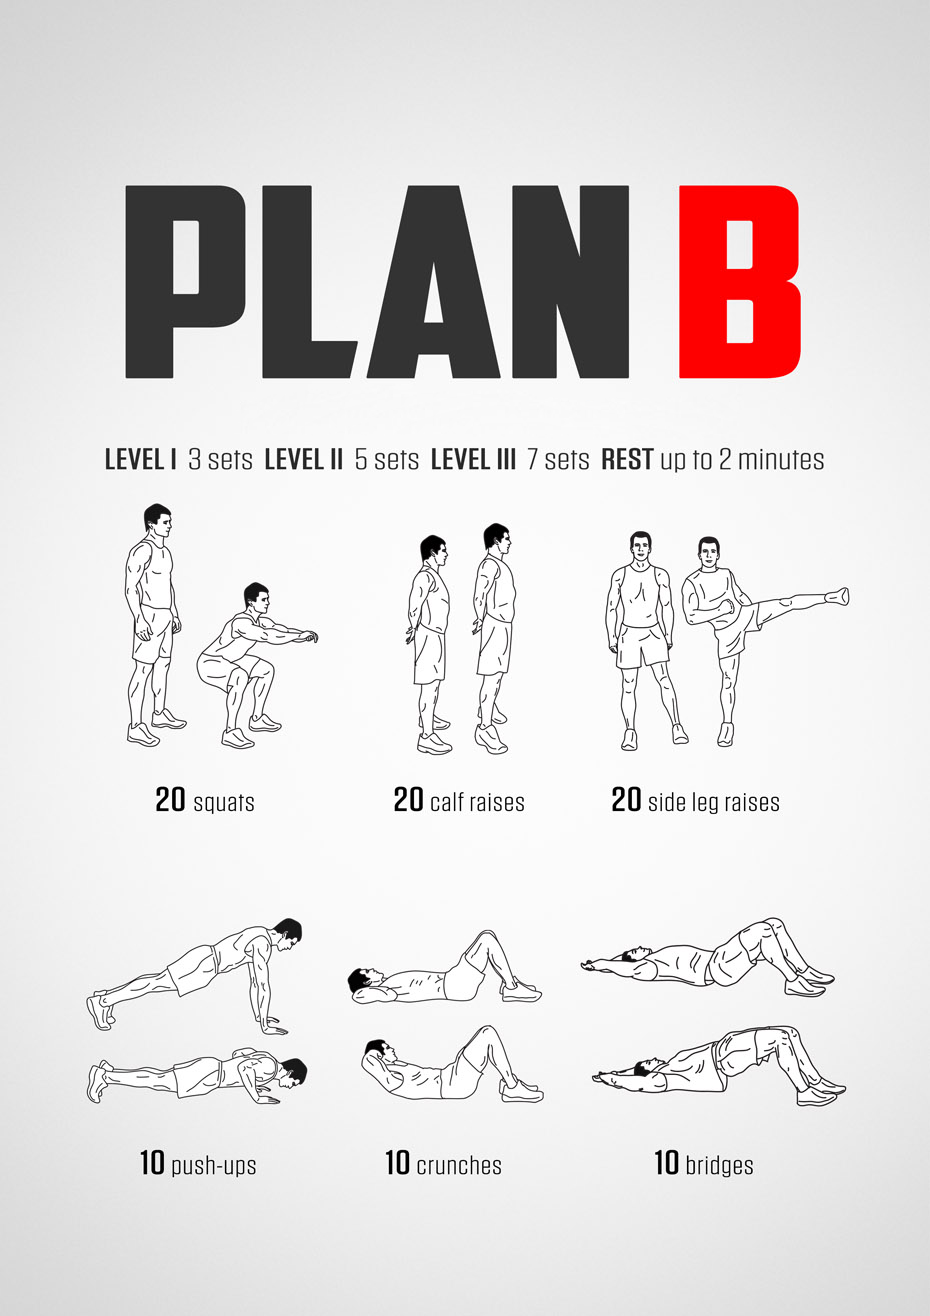 PLAN B
LEVEL I 3 sets LEVEL II 5 sets LEVEL III 7 sets REST up to 2 minutes
20 squats
20 calf raises
20 side leg raises
10 push-ups
10 crunches
10 bridges